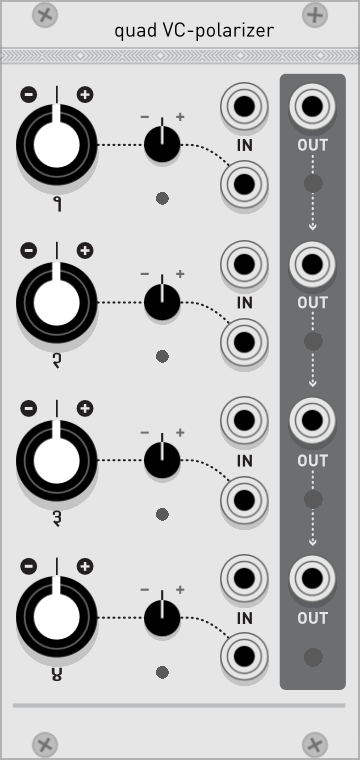 quad VC-polarizer
− +
− +
IN OUT
१
− +
− +
IN OUT
२
− +
− +
IN OUT
३
− +
− +
IN OUT
४